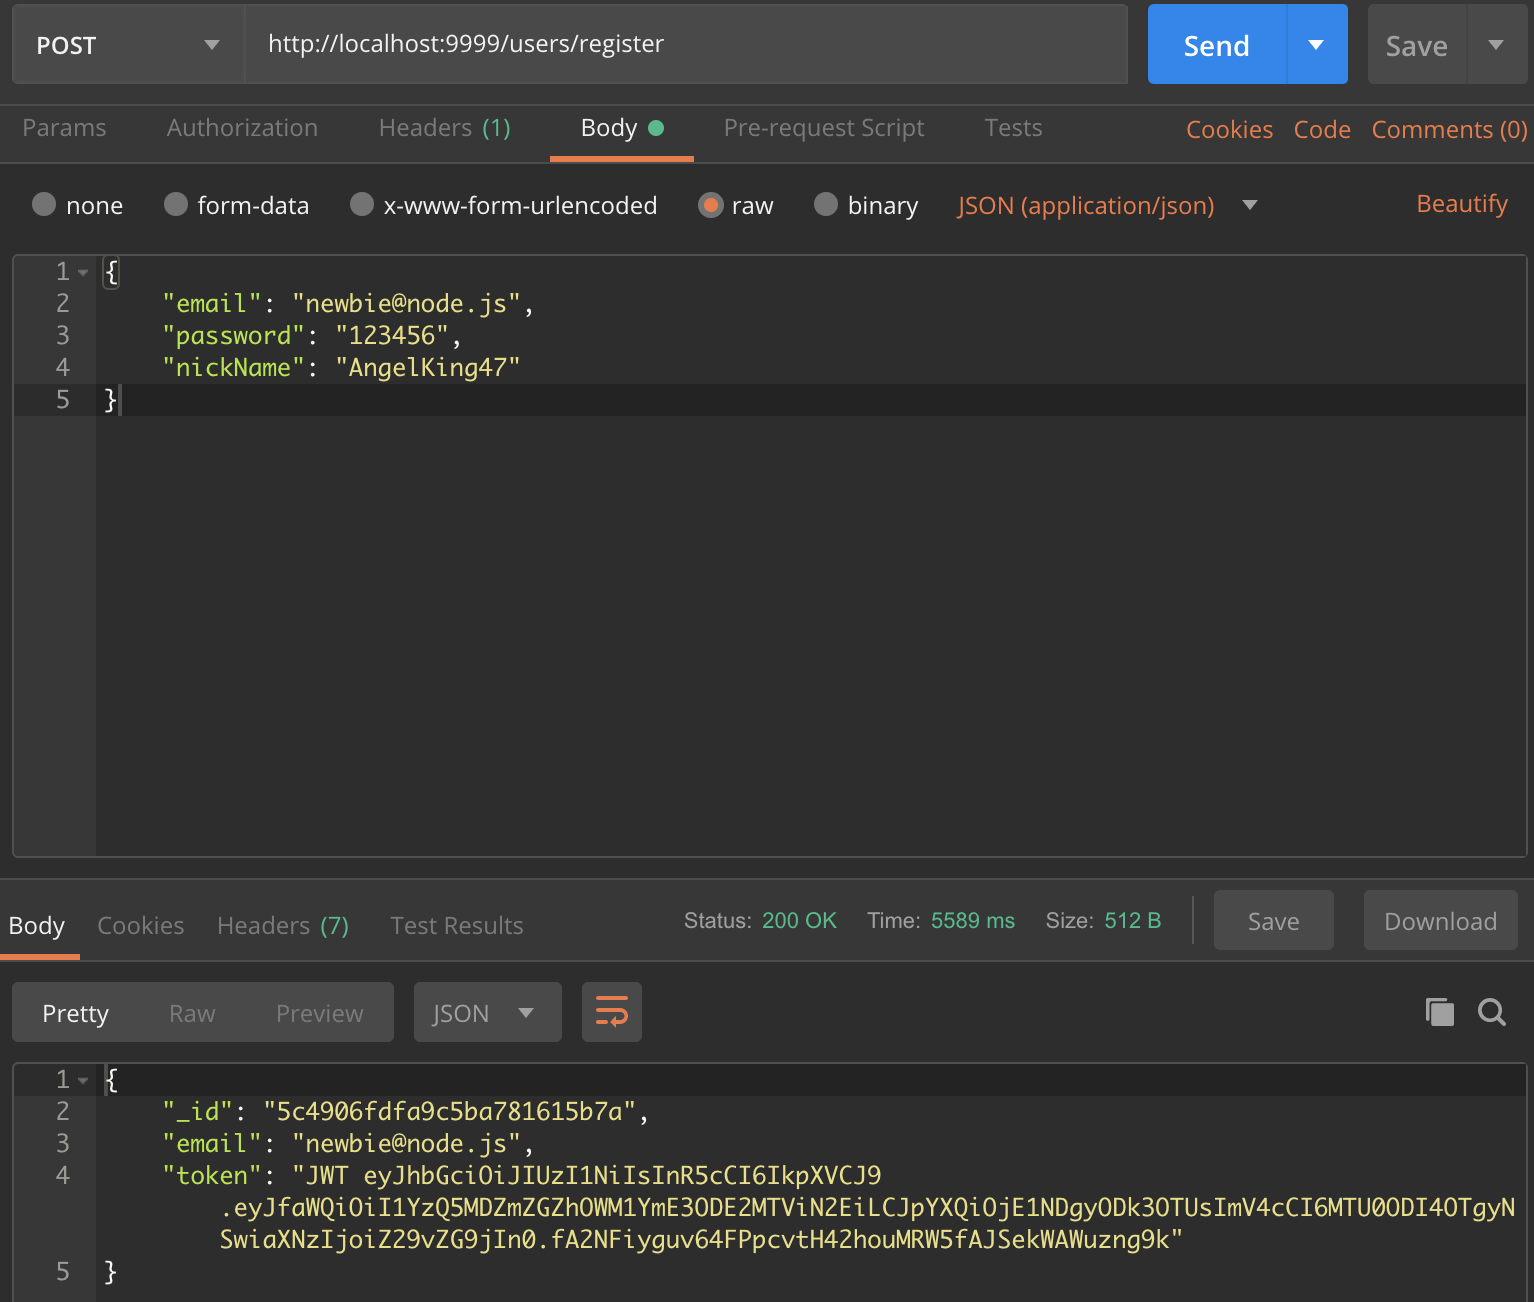 POST http://localhost:9999/users/register Send Save
Params Authorization Headers (1) Body Pre-request Script Tests Cookies Code Comments (0)
none form-data x-www-form-urlencoded raw binary JSON (application/json) Beautify
1 {
2 "email": "newbie@node.js",
3 "password": "123456",
4 "nickName": "AngelKing47"
5 }
Body Cookies Headers (7) Test Results Status: 200 OK Time: 5589 ms Size: 512 B Save Download
Pretty Raw Preview JSON
1 {
2 "_id": "5c4906fdfa9c5ba781615b7a",
3 "email": "newbie@node.js",
4 "token": "JWT eyJhbGciOiJIUzI1NiIsInR5cCI6IkpXVCJ9
.eyJfaWQiOiI1YzQ5MDZmZGZhOWM1YmE3ODE2MTViN2EiLCJpYXQiOjE1NDgyODk3OTUsImV4cCI6MTU0ODI4OTgyN
SwiaXNzIjoiZ29vZG9jIn0.fA2NFiyguv64FPpcvtH42houMRW5fAJSekWAWuzng9k"
5 }